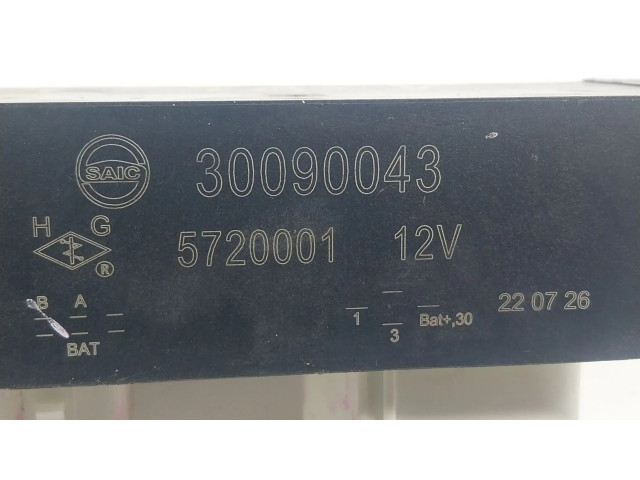 SAIC 30090043
H G
5720001 12V
®
B A
BAT
1 3 Bat+,30
22 07 26